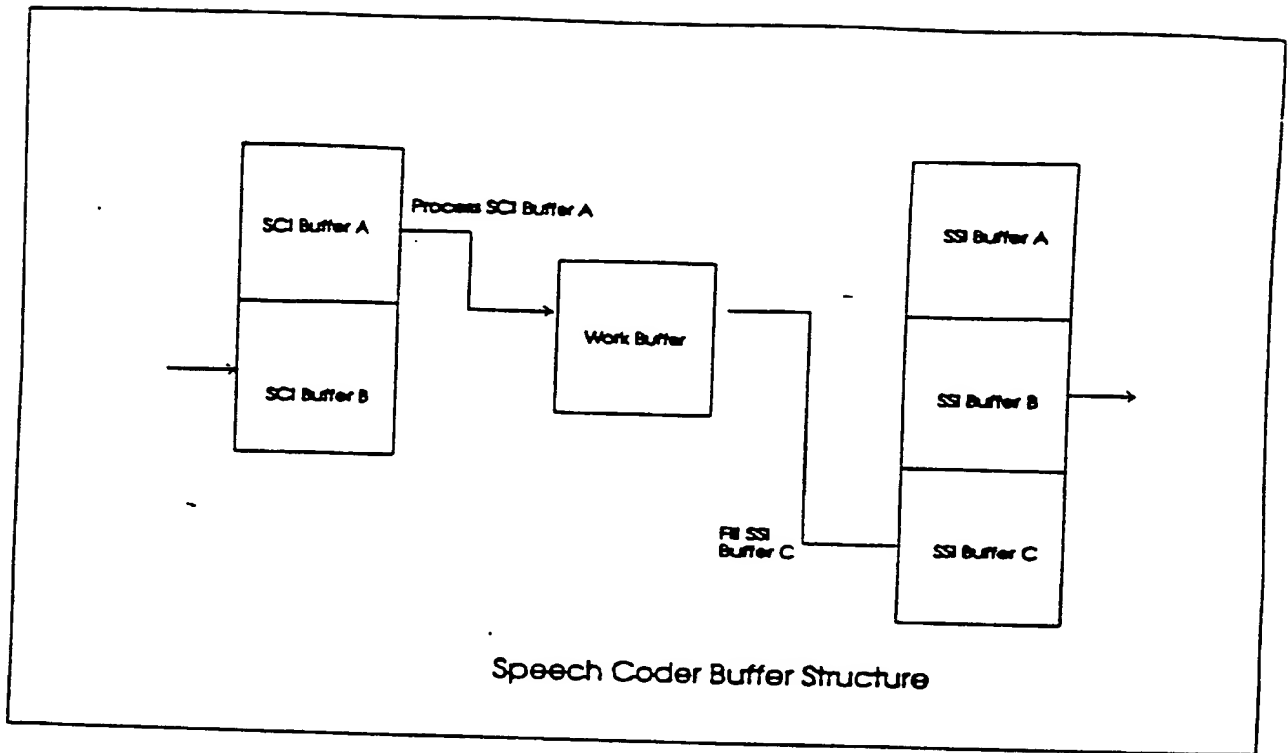 SCI Buffer A
Process SCI Buffer A
SSI Buffer A
Work Buffer
SCI Buffer B
SSI Buffer B
Fill SSI
Buffer C
SSI Buffer C
Speech Coder Buffer Structure